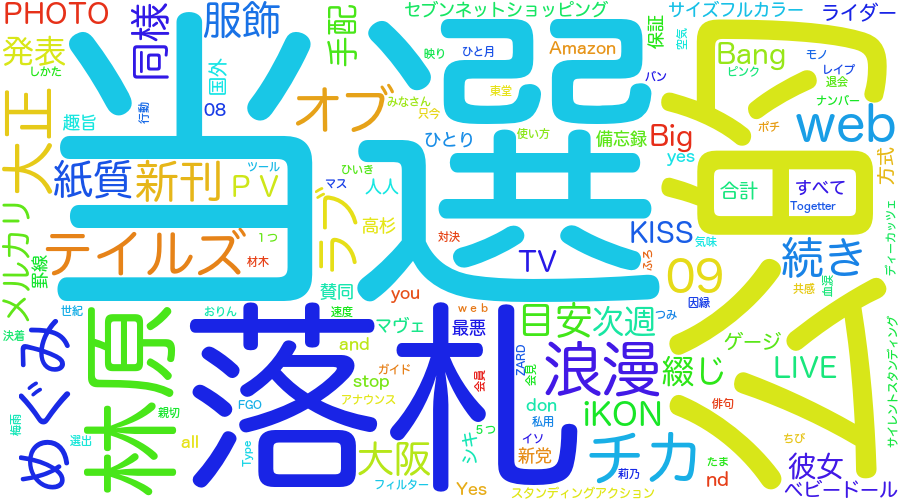 PHOTO
同様
服飾
手配
セブンネットショッピング
保証
サイズフルカラー
ライダー
発表
しかた
国外
映り
ひと月
Amazon
空気
Bang
モノ
レイプ
ピンク
退会
当選
行動
08
オブ
みなさん
只今
東堂
バン
ナンバー
大正
趣旨
ひとり
使い方
備忘録
Big
ポチ
web
yes
方式
紙質
新刊
ツール
ＰＶ
ひいき
マス
人人
合計
すべて
Togetter
メルカリ
罫線
テイルズ
１つ
材木
ラブ
高杉
対決
TV
ふろ
KISS
気味
続き
ディーカッツェ
賛同
you
09
因縁
共感
血涙
世紀
おりん
速度
マヴェ
ｗｅｂ
最悪
目安
次週
つみ
ゲージ
決着
めぐみ
林原
落札
and
ガイド
会員
ZARD
会見
浪漫
綴じ
LIVE
サイレントスタンディング
stop
アナウンス
親切
FGO
don
私用
iKON
俳句
梅雨
選出
all
Type
大阪
シキ
５つ
イソ
新党
チカ
莉乃
たま
nd
ちび
彼女
フィルター
Yes
スタンディングアクション
ベビードール